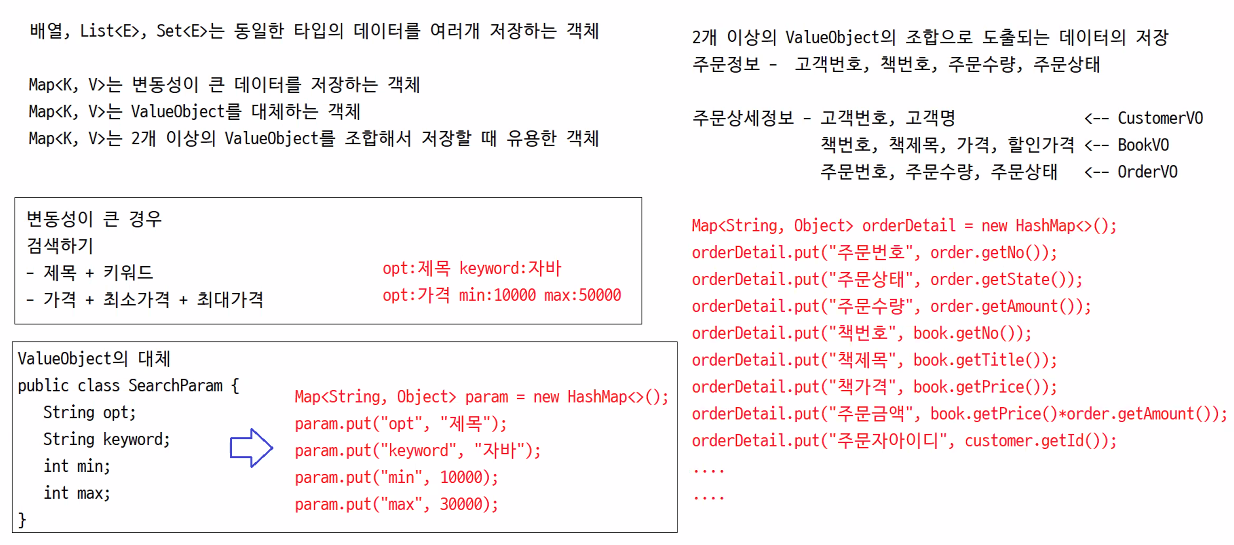 배열, List<E>, Set<E>는 동일한 타입의 데이터를 여러개 저장하는 객체
Map<K, V>는 변동성이 큰 데이터를 저장하는 객체
Map<K, V>는 ValueObject를 대체하는 객체
Map<K, V>는 2개 이상의 ValueObject를 조합해서 저장할 때 유용한 객체
변동성이 큰 경우
검색하기
- 제목 + 키워드
- 가격 + 최소가격 + 최대가격
opt:제목 keyword:자바
opt:가격 min:10000 max:50000
ValueObject의 대체
public class SearchParam {
String opt;
String keyword;
int min;
int max;
}
Map<String, Object> param = new HashMap<>();
param.put("opt", "제목");
param.put("keyword", "자바");
param.put("min", 10000);
param.put("max", 30000);
2개 이상의 ValueObject의 조합으로 도출되는 데이터의 저장
주문정보 - 고객번호, 책번호, 주문수량, 주문상태
주문상세정보 - 고객번호, 고객명 <-- CustomerVO
책번호, 책제목, 가격, 할인가격 <-- BookVO
주문번호, 주문수량, 주문상태 <-- OrderVO
Map<String, Object> orderDetail = new HashMap<>();
orderDetail.put("주문번호", order.getNo());
orderDetail.put("주문상태", order.getState());
orderDetail.put("주문수량", order.getAmount());
orderDetail.put("책번호", book.getNo());
orderDetail.put("책제목", book.getTitle());
orderDetail.put("책가격", book.getPrice());
orderDetail.put("주문금액", book.getPrice()*order.getAmount());
orderDetail.put("주문자아이디", customer.getId());
....
....